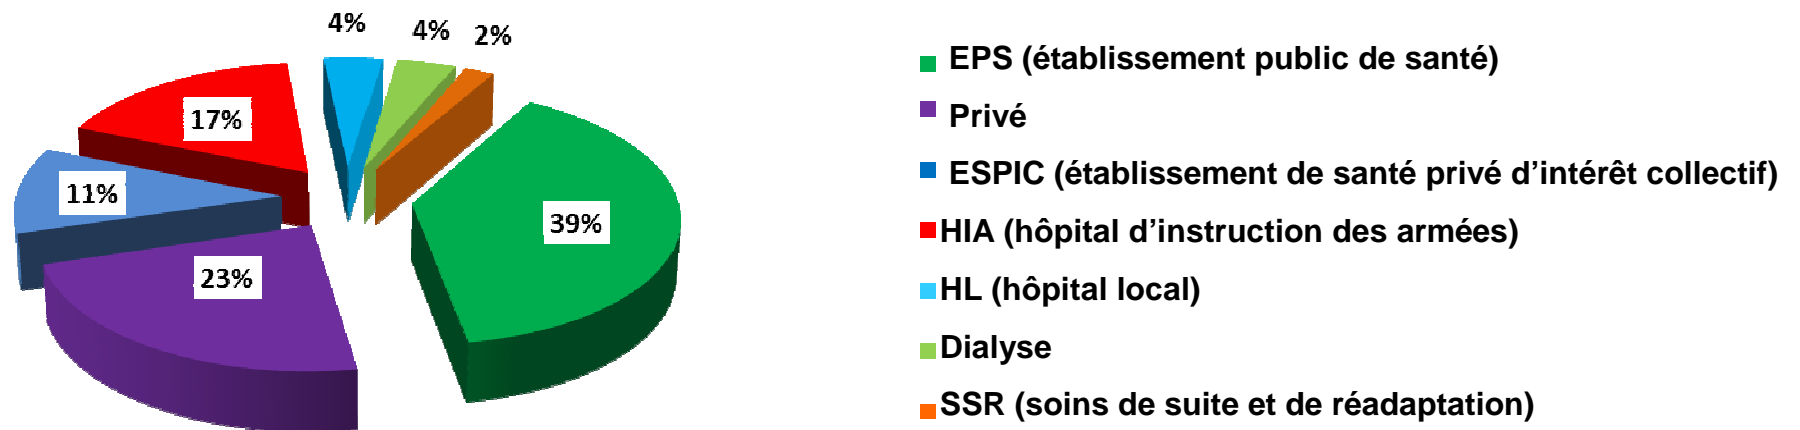 4%
4%
2%
17%
11%
39%
23%
EPS (établissement public de santé)
Privé
ESPIC (établissement de santé privé d’intérêt collectif)
HIA (hôpital d’instruction des armées)
HL (hôpital local)
Dialyse
SSR (soins de suite et de réadaptation)